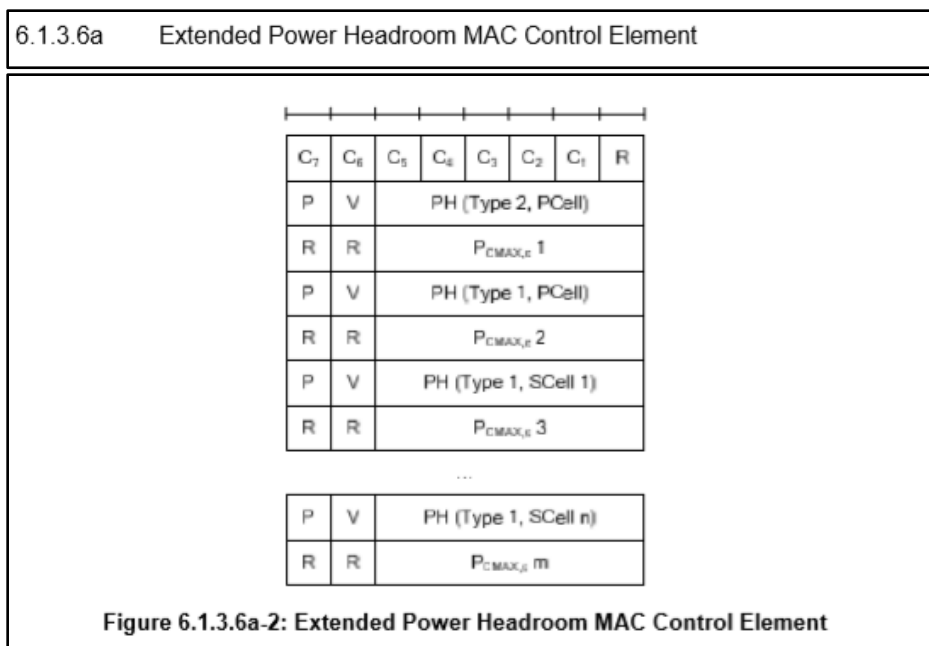 6.1.3.6a Extended Power Headroom MAC Control Element
C7 C6 C5 C4 C3 C2 C1 R
P V PH (Type 2, PCell)
R R PCMAX,c 1
P V PH (Type 1, PCell)
R R PCMAX,c 2
P V PH (Type 1, SCell 1)
R R PCMAX,c 3
...
P V PH (Type 1, SCell n)
R R PCMAX,c m
Figure 6.1.3.6a-2: Extended Power Headroom MAC Control Element